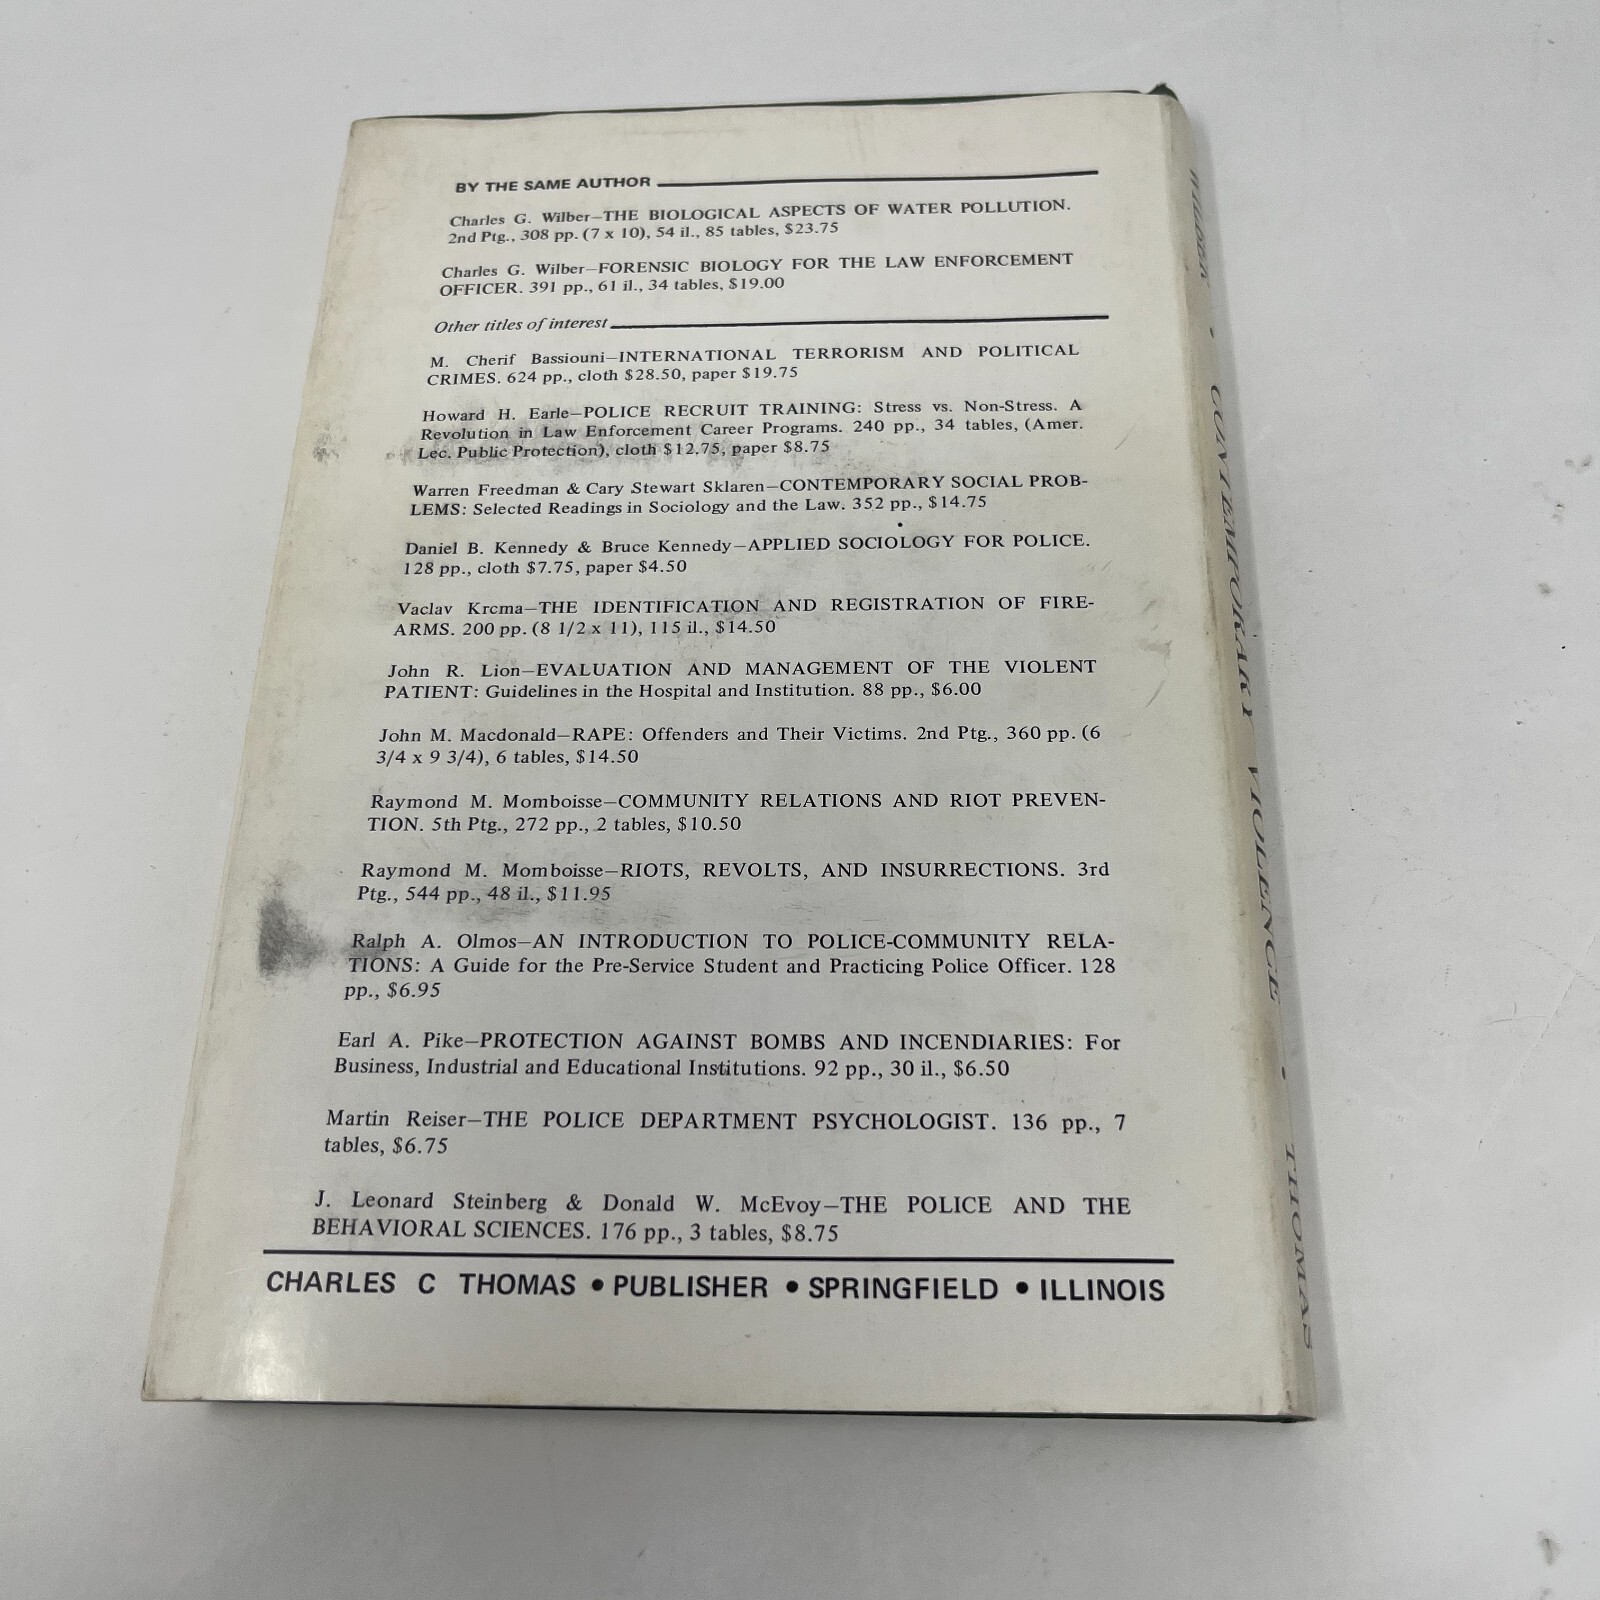 BY THE SAME AUTHOR
Charles G. Wilber—THE BIOLOGICAL ASPECTS OF WATER POLLUTION.
2nd Ptg., 308 pp. (7 x 10), 54 il., 85 tables, $23.75
Charles G. Wilber—FORENSIC BIOLOGY FOR THE LAW ENFORCEMENT
OFFICER. 391 pp., 61 il., 34 tables, $19.00
Other titles of interest
M. Cherif Bassiouni—INTERNATIONAL TERRORISM AND POLITICAL
CRIMES. 624 pp., cloth $28.50, paper $19.75
Howard H. Earle—POLICE RECRUIT TRAINING: Stress vs. Non-Stress. A
Revolution in Law Enforcement Career Programs. 240 pp., 34 tables, (Amer.
Lec. Public Protection), cloth $12.75, paper $8.75
Warren Freedman & Cary Stewart Sklaren—CONTEMPORARY SOCIAL PROB-
LEMS: Selected Readings in Sociology and the Law. 352 pp., $14.75
Daniel B. Kennedy & Bruce Kennedy—APPLIED SOCIOLOGY FOR POLICE.
128 pp., cloth $7.75, paper $4.50
Vaclav Krcma—THE IDENTIFICATION AND REGISTRATION OF FIRE-
ARMS. 200 pp. (8 1/2 x 11), 115 il., $14.50
John R. Lion—EVALUATION AND MANAGEMENT OF THE VIOLENT
PATIENT: Guidelines in the Hospital and Institution. 88 pp., $6.00
John M. Macdonald—RAPE: Offenders and Their Victims. 2nd Ptg., 360 pp. (6
3/4 x 9 3/4), 6 tables, $14.50
Raymond M. Momboisse—COMMUNITY RELATIONS AND RIOT PREVEN-
TION. 5th Ptg., 272 pp., 2 tables, $10.50
Raymond M. Momboisse—RIOTS, REVOLTS, AND INSURRECTIONS. 3rd
Ptg., 544 pp., 48 il., $11.95
Ralph A. Olmos—AN INTRODUCTION TO POLICE-COMMUNITY RELA-
TIONS: A Guide for the Pre-Service Student and Practicing Police Officer. 128
pp., $6.95
Earl A. Pike—PROTECTION AGAINST BOMBS AND INCENDIARIES: For
Business, Industrial and Educational Institutions. 92 pp., 30 il., $6.50
Martin Reiser—THE POLICE DEPARTMENT PSYCHOLOGIST. 136 pp., 7
tables, $6.75
J. Leonard Steinberg & Donald W. McEvoy—THE POLICE AND THE
BEHAVIORAL SCIENCES. 176 pp., 3 tables, $8.75
CHARLES C THOMAS • PUBLISHER • SPRINGFIELD • ILLINOIS
WILBER • CONTEMPORARY VIOLENCE • THOMAS